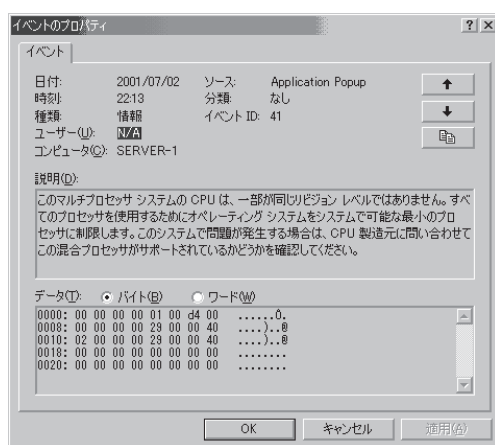 イベントのプロパティ
イベント
日付: 2001/07/02 ソース: Application Popup
時刻: 22:13 分類: なし
種類: 情報 イベント ID: 41
ユーザー(U): N/A
コンピュータ(C): SERVER-1
説明(D):
このマルチプロセッサ システムの CPU は、一部が同じリビジョン レベルではありません。すべ
てのプロセッサを使用するためにオペレーティング システムをシステムで可能な最小のプロ
セッサに制限します。このシステムで問題が発生する場合は、CPU 製造元に問い合わせて
この混合プロセッサがサポートされているかどうかを確認してください。
データ(T): バイト(B) ワード(W)
0000: 00 00 00 00 01 00 d4 00 ......Ô.
0008: 00 00 00 00 29 00 00 40 ....)..@
0010: 02 00 00 00 29 00 00 40 ....)..@
0018: 00 00 00 00 00 00 00 00 ........
0020: 00 00 00 00 00 00 00 00 ........
OK キャンセル 適用(A)